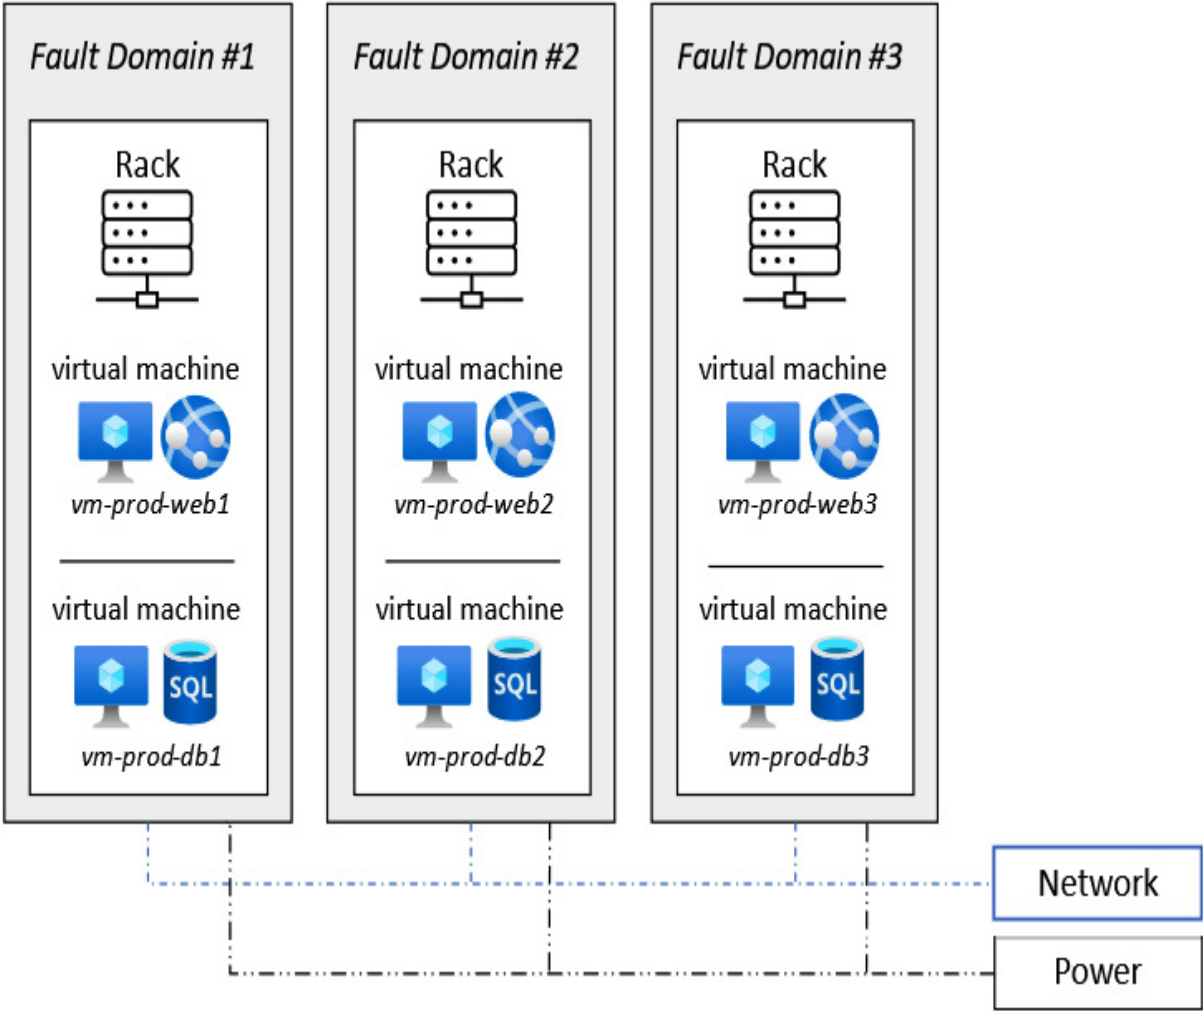 Fault Domain #1
Rack
virtual machine
vm-prod-web1
virtual machine
SQL
vm-prod-db1
Fault Domain #2
Rack
virtual machine
vm-prod-web2
virtual machine
SQL
vm-prod-db2
Fault Domain #3
Rack
virtual machine
vm-prod-web3
virtual machine
SQL
vm-prod-db3
Network
Power